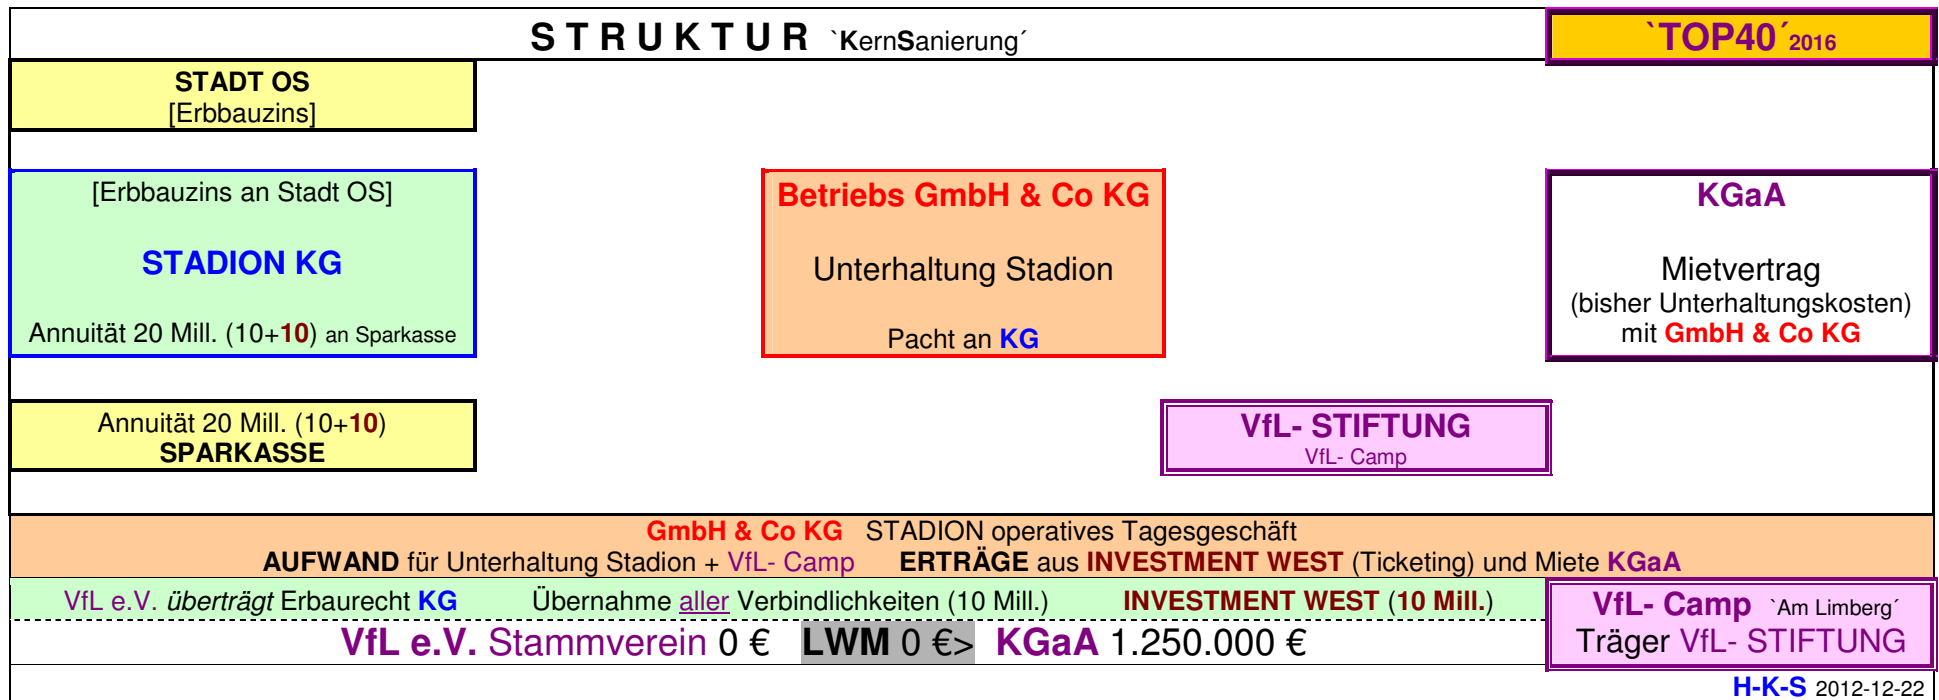 S T R U K T U R `KernSanierung´
`TOP40´2016
STADT OS
[Erbbauzins]
[Erbbauzins an Stadt OS]
STADION KG
Annuität 20 Mill. (10+10) an Sparkasse
Betriebs GmbH & Co KG
Unterhaltung Stadion
Pacht an KG
KGaA
Mietvertrag
(bisher Unterhaltungskosten)
mit GmbH & Co KG
Annuität 20 Mill. (10+10)
SPARKASSE
VfL- STIFTUNG
VfL- Camp
GmbH & Co KG STADION operatives Tagesgeschäft
AUFWAND für Unterhaltung Stadion + VfL- Camp ERTRÄGE aus INVESTMENT WEST (Ticketing) und Miete KGaA
VfL e.V. überträgt Erbaurecht KG Übernahme aller Verbindlichkeiten (10 Mill.) INVESTMENT WEST (10 Mill.)
VfL e.V. Stammverein 0 € LWM 0 €> KGaA 1.250.000 €
VfL- Camp `Am Limberg´
Träger VfL- STIFTUNG
H-K-S 2012-12-22